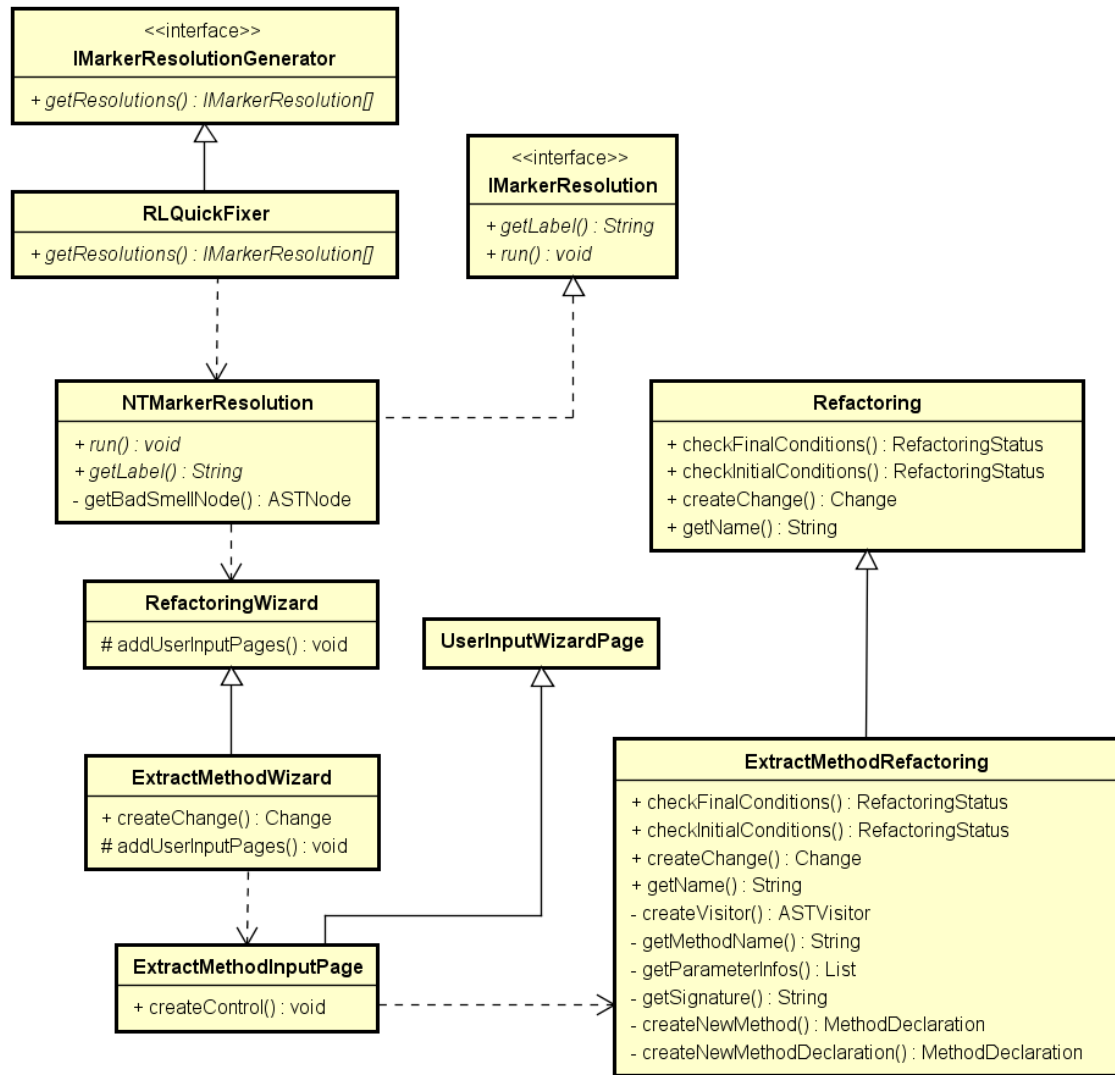 <<interface>>
IMarkerResolutionGenerator
+ getResolutions() : IMarkerResolution[]
<<interface>>
IMarkerResolution
+ getLabel() : String
+ run() : void
RLQuickFixer
+ getResolutions() : IMarkerResolution[]
NTMarkerResolution
+ run() : void
+ getLabel() : String
- getBadSmellNode() : ASTNode
Refactoring
+ checkFinalConditions() : RefactoringStatus
+ checkInitialConditions() : RefactoringStatus
+ createChange() : Change
+ getName() : String
RefactoringWizard
# addUserInputPages() : void
UserInputWizardPage
ExtractMethodWizard
+ createChange() : Change
# addUserInputPages() : void
ExtractMethodRefactoring
+ checkFinalConditions() : RefactoringStatus
+ checkInitialConditions() : RefactoringStatus
+ createChange() : Change
+ getName() : String
- createVisitor() : ASTVisitor
- getMethodName() : String
- getParameterInfos() : List
- getSignature() : String
- createNewMethod() : MethodDeclaration
- createNewMethodDeclaration() : MethodDeclaration
ExtractMethodInputPage
+ createControl() : void